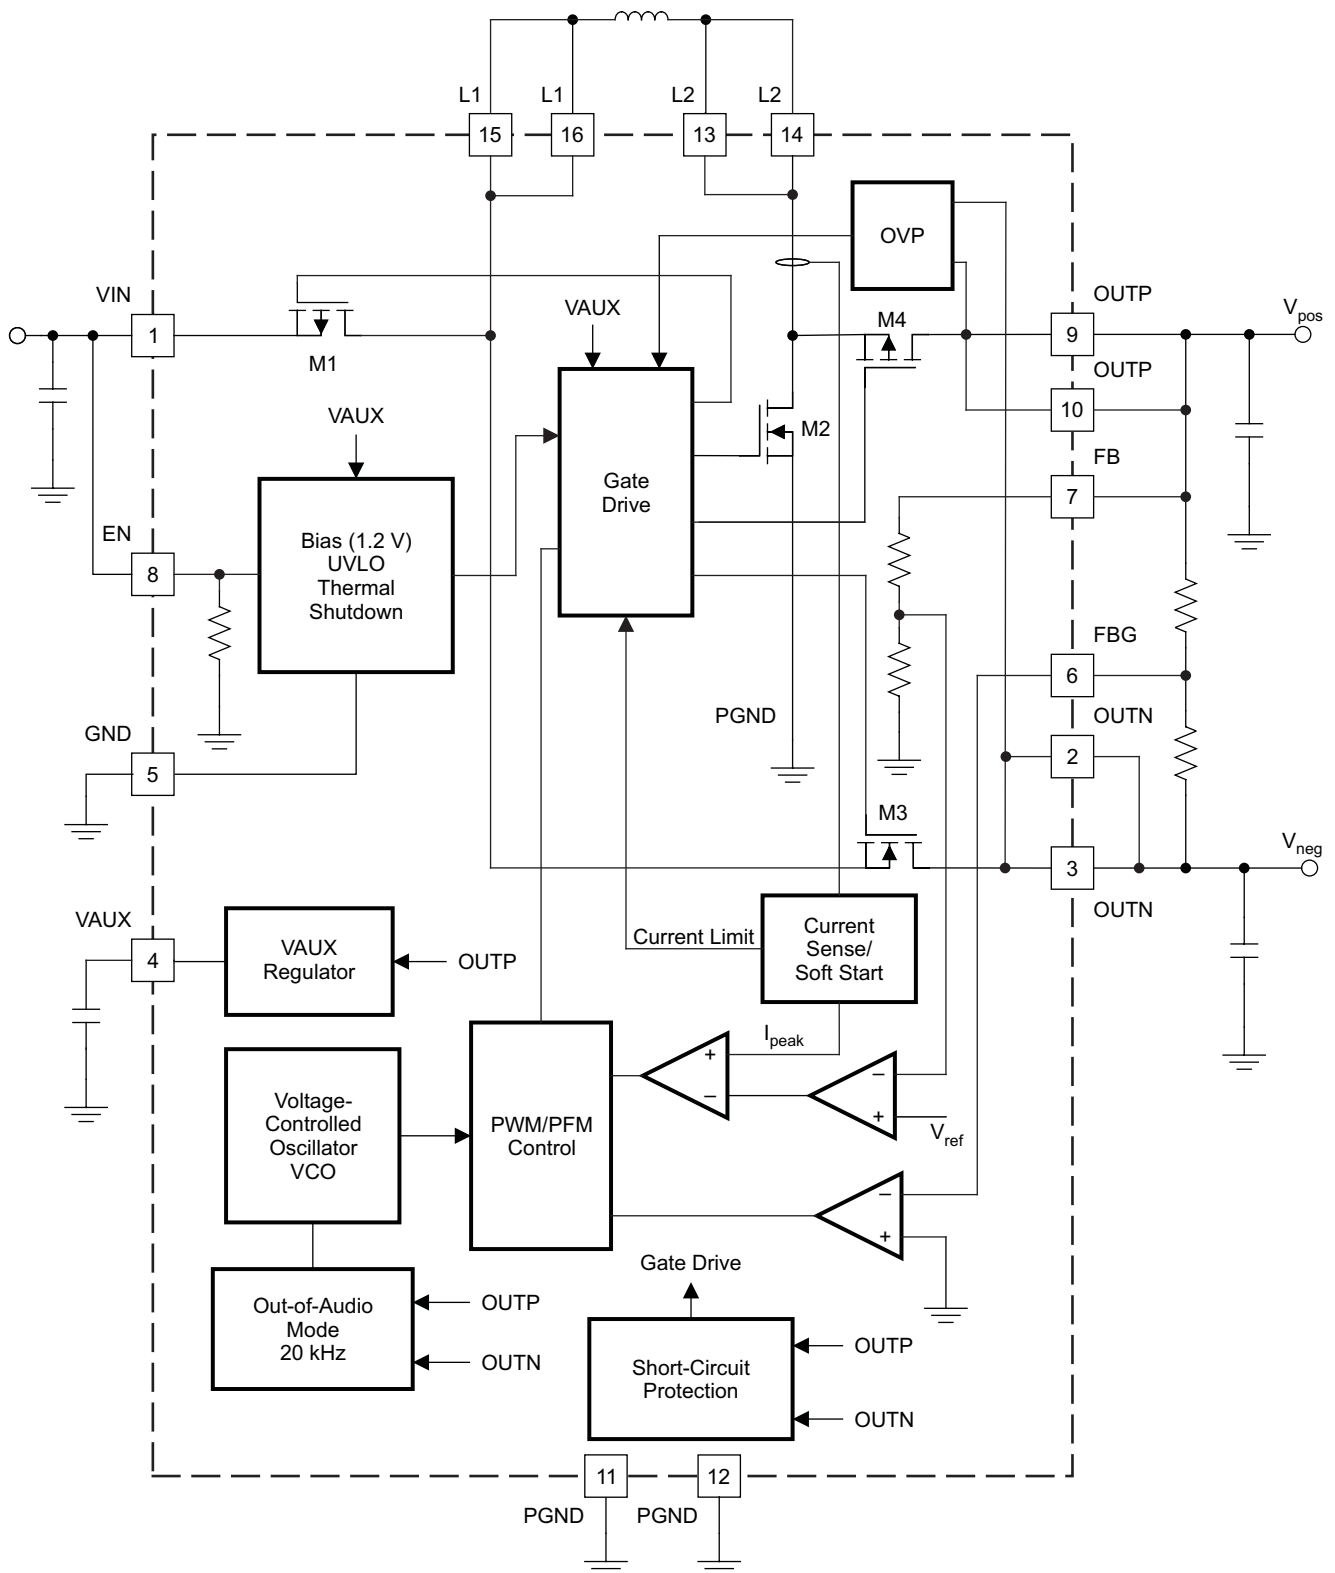 L1
L1
L2
L2
15
16
13
14
OVP
VIN
VAUX
M4
OUTP
Vpos
1
9
M1
OUTP
VAUX
10
M2
FB
Gate
Drive
7
EN
Bias (1.2 V)
UVLO
Thermal
Shutdown
8
FBG
6
PGND
OUTN
GND
2
5
M3
Vneg
3
VAUX
OUTN
4
VAUX
Regulator
OUTP
Current Limit
Current
Sense/
Soft Start
Ipeak
+
–
–
+
Vref
Voltage-
Controlled
Oscillator
VCO
PWM/PFM
Control
–
+
Gate Drive
Out-of-Audio
Mode
20 kHz
OUTP
OUTN
Short-Circuit
Protection
OUTP
OUTN
11
12
PGND
PGND